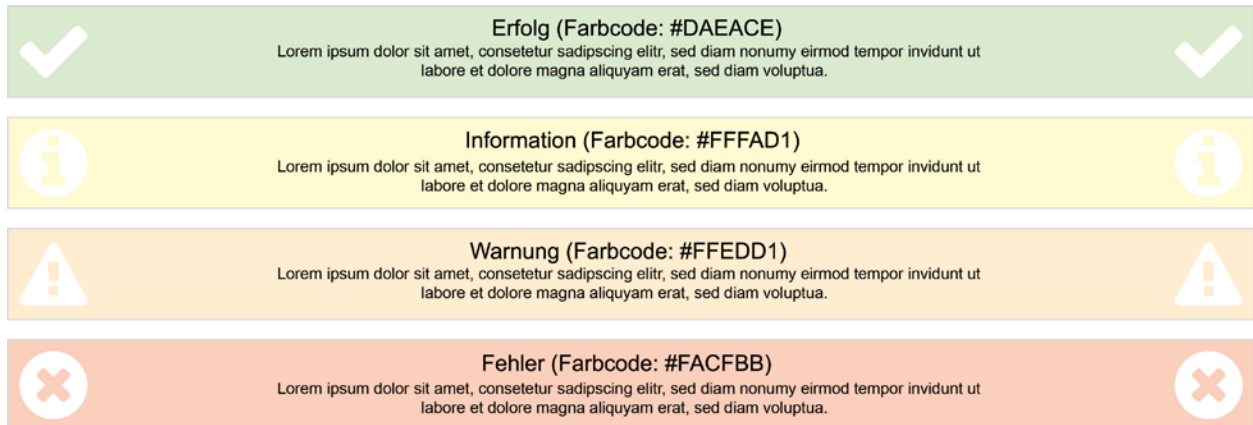 Erfolg (Farbcode: #DAEACE)
Lorem ipsum dolor sit amet, consetetur sadipscing elitr, sed diam nonumy eirmod tempor invidunt ut
labore et dolore magna aliquyam erat, sed diam voluptua.
Information (Farbcode: #FFFAD1)
Lorem ipsum dolor sit amet, consetetur sadipscing elitr, sed diam nonumy eirmod tempor invidunt ut
labore et dolore magna aliquyam erat, sed diam voluptua.
Warnung (Farbcode: #FFEDD1)
Lorem ipsum dolor sit amet, consetetur sadipscing elitr, sed diam nonumy eirmod tempor invidunt ut
labore et dolore magna aliquyam erat, sed diam voluptua.
Fehler (Farbcode: #FACFBB)
Lorem ipsum dolor sit amet, consetetur sadipscing elitr, sed diam nonumy eirmod tempor invidunt ut
labore et dolore magna aliquyam erat, sed diam voluptua.